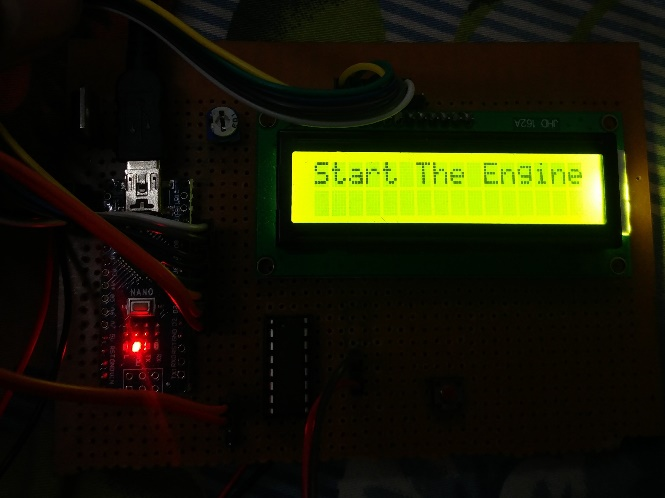 JHD 162A
Start The Engine
NANO